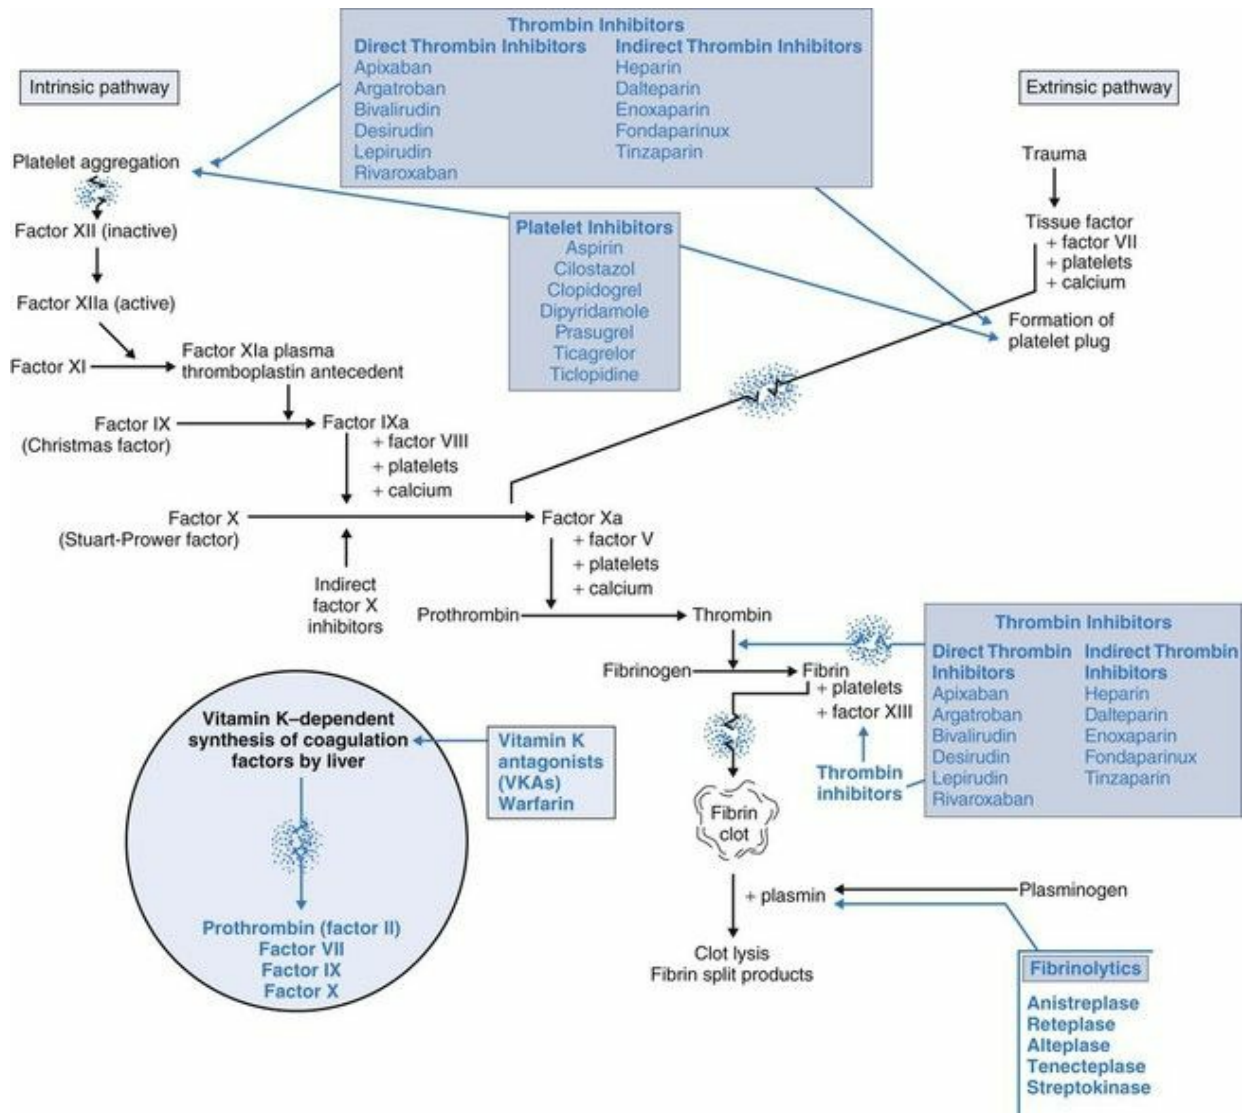 Thrombin Inhibitors
Direct Thrombin Inhibitors
Apixaban
Argatroban
Bivalirudin
Desirudin
Lepirudin
Rivaroxaban
Indirect Thrombin Inhibitors
Heparin
Dalteparin
Enoxaparin
Fondaparinux
Tinzaparin
Intrinsic pathway
Extrinsic pathway
Platelet aggregation
Factor XII (inactive)
Factor XIIa (active)
Factor XI
Factor XIa plasma
thromboplastin antecedent
Factor IX
(Christmas factor)
Factor IXa
+ factor VIII
+ platelets
+ calcium
Platelet Inhibitors
Aspirin
Cilostazol
Clopidogrel
Dipyridamole
Prasugrel
Ticagrelor
Ticlopidine
Trauma
Tissue factor
+ factor VII
+ platelets
+ calcium
Formation of
platelet plug
Factor X
(Stuart-Prower factor)
Factor Xa
+ factor V
+ platelets
+ calcium
Indirect
factor X
inhibitors
Prothrombin
Thrombin
Fibrinogen
Fibrin
+ platelets
+ factor XIII
Thrombin
inhibitors
Thrombin Inhibitors
Direct Thrombin
Inhibitors
Apixaban
Argatroban
Bivalirudin
Desirudin
Lepirudin
Rivaroxaban
Indirect Thrombin
Inhibitors
Heparin
Dalteparin
Enoxaparin
Fondaparinux
Tinzaparin
Vitamin K–dependent
synthesis of coagulation
factors by liver
Vitamin K
antagonists
(VKAs)
Warfarin
Prothrombin (factor II)
Factor VII
Factor IX
Factor X
Fibrin
clot
+ plasmin
Plasminogen
Clot lysis
Fibrin split products
Fibrinolytics
Anistreplase
Reteplase
Alteplase
Tenecteplase
Streptokinase